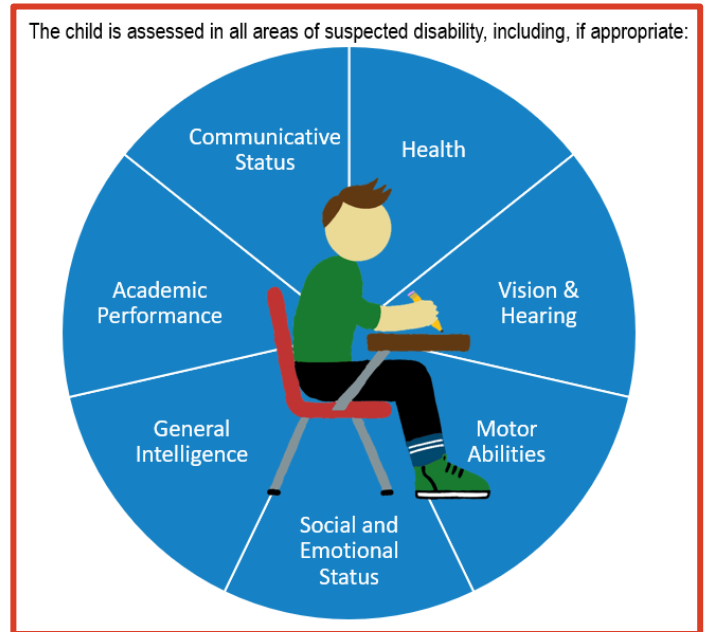 The child is assessed in all areas of suspected disability, including, if appropriate:
Communicative
Status
Health
Academic
Performance
Vision &
Hearing
General
Intelligence
Motor
Abilities
Social and
Emotional
Status